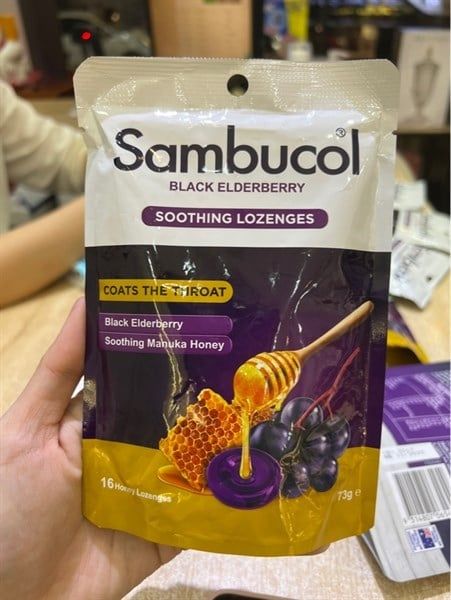 Sambucol®
BLACK ELDERBERRY
SOOTHING LOZENGES
COATS THE THROAT
Black Elderberry
Soothing Manuka Honey
16 Honey Lozenges
73g e